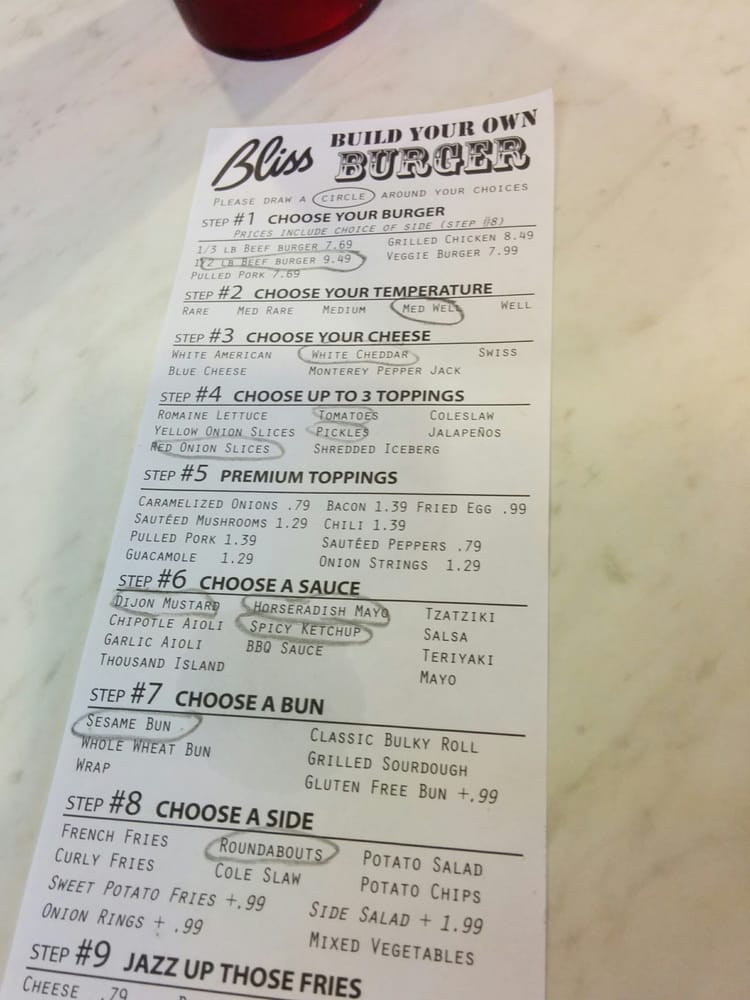 Bliss BUILD YOUR OWN
BURGER
PLEASE DRAW A CIRCLE AROUND YOUR CHOICES
STEP #1 CHOOSE YOUR BURGER
PRICES INCLUDE CHOICE OF SIDE (STEP #8)
1/3 LB BEEF BURGER 7.69 GRILLED CHICKEN 8.49
1/2 LB BEEF BURGER 9.49 VEGGIE BURGER 7.99
PULLED PORK 7.69
STEP #2 CHOOSE YOUR TEMPERATURE
RARE MED RARE MEDIUM MED WELL WELL
STEP #3 CHOOSE YOUR CHEESE
WHITE AMERICAN WHITE CHEDDAR SWISS
BLUE CHEESE MONTEREY PEPPER JACK
STEP #4 CHOOSE UP TO 3 TOPPINGS
ROMAINE LETTUCE TOMATOES COLESLAW
YELLOW ONION SLICES PICKLES JALAPEÑOS
RED ONION SLICES SHREDDED ICEBERG
STEP #5 PREMIUM TOPPINGS
CARAMELIZED ONIONS .79 BACON 1.39 FRIED EGG .99
SAUTÉED MUSHROOMS 1.29 CHILI 1.39
PULLED PORK 1.39 SAUTÉED PEPPERS .79
GUACAMOLE 1.29 ONION STRINGS 1.29
STEP #6 CHOOSE A SAUCE
DIJON MUSTARD HORSERADISH MAYO TZATZIKI
CHIPOTLE AIOLI SPICY KETCHUP SALSA
GARLIC AIOLI BBQ SAUCE TERIYAKI
THOUSAND ISLAND MAYO
STEP #7 CHOOSE A BUN
SESAME BUN CLASSIC BULKY ROLL
WHOLE WHEAT BUN GRILLED SOURDOUGH
WRAP GLUTEN FREE BUN +.99
STEP #8 CHOOSE A SIDE
FRENCH FRIES ROUNDABOUTS POTATO SALAD
CURLY FRIES COLE SLAW POTATO CHIPS
SWEET POTATO FRIES +.99 SIDE SALAD + 1.99
ONION RINGS + .99 MIXED VEGETABLES
STEP #9 JAZZ UP THOSE FRIES
CHEESE .79